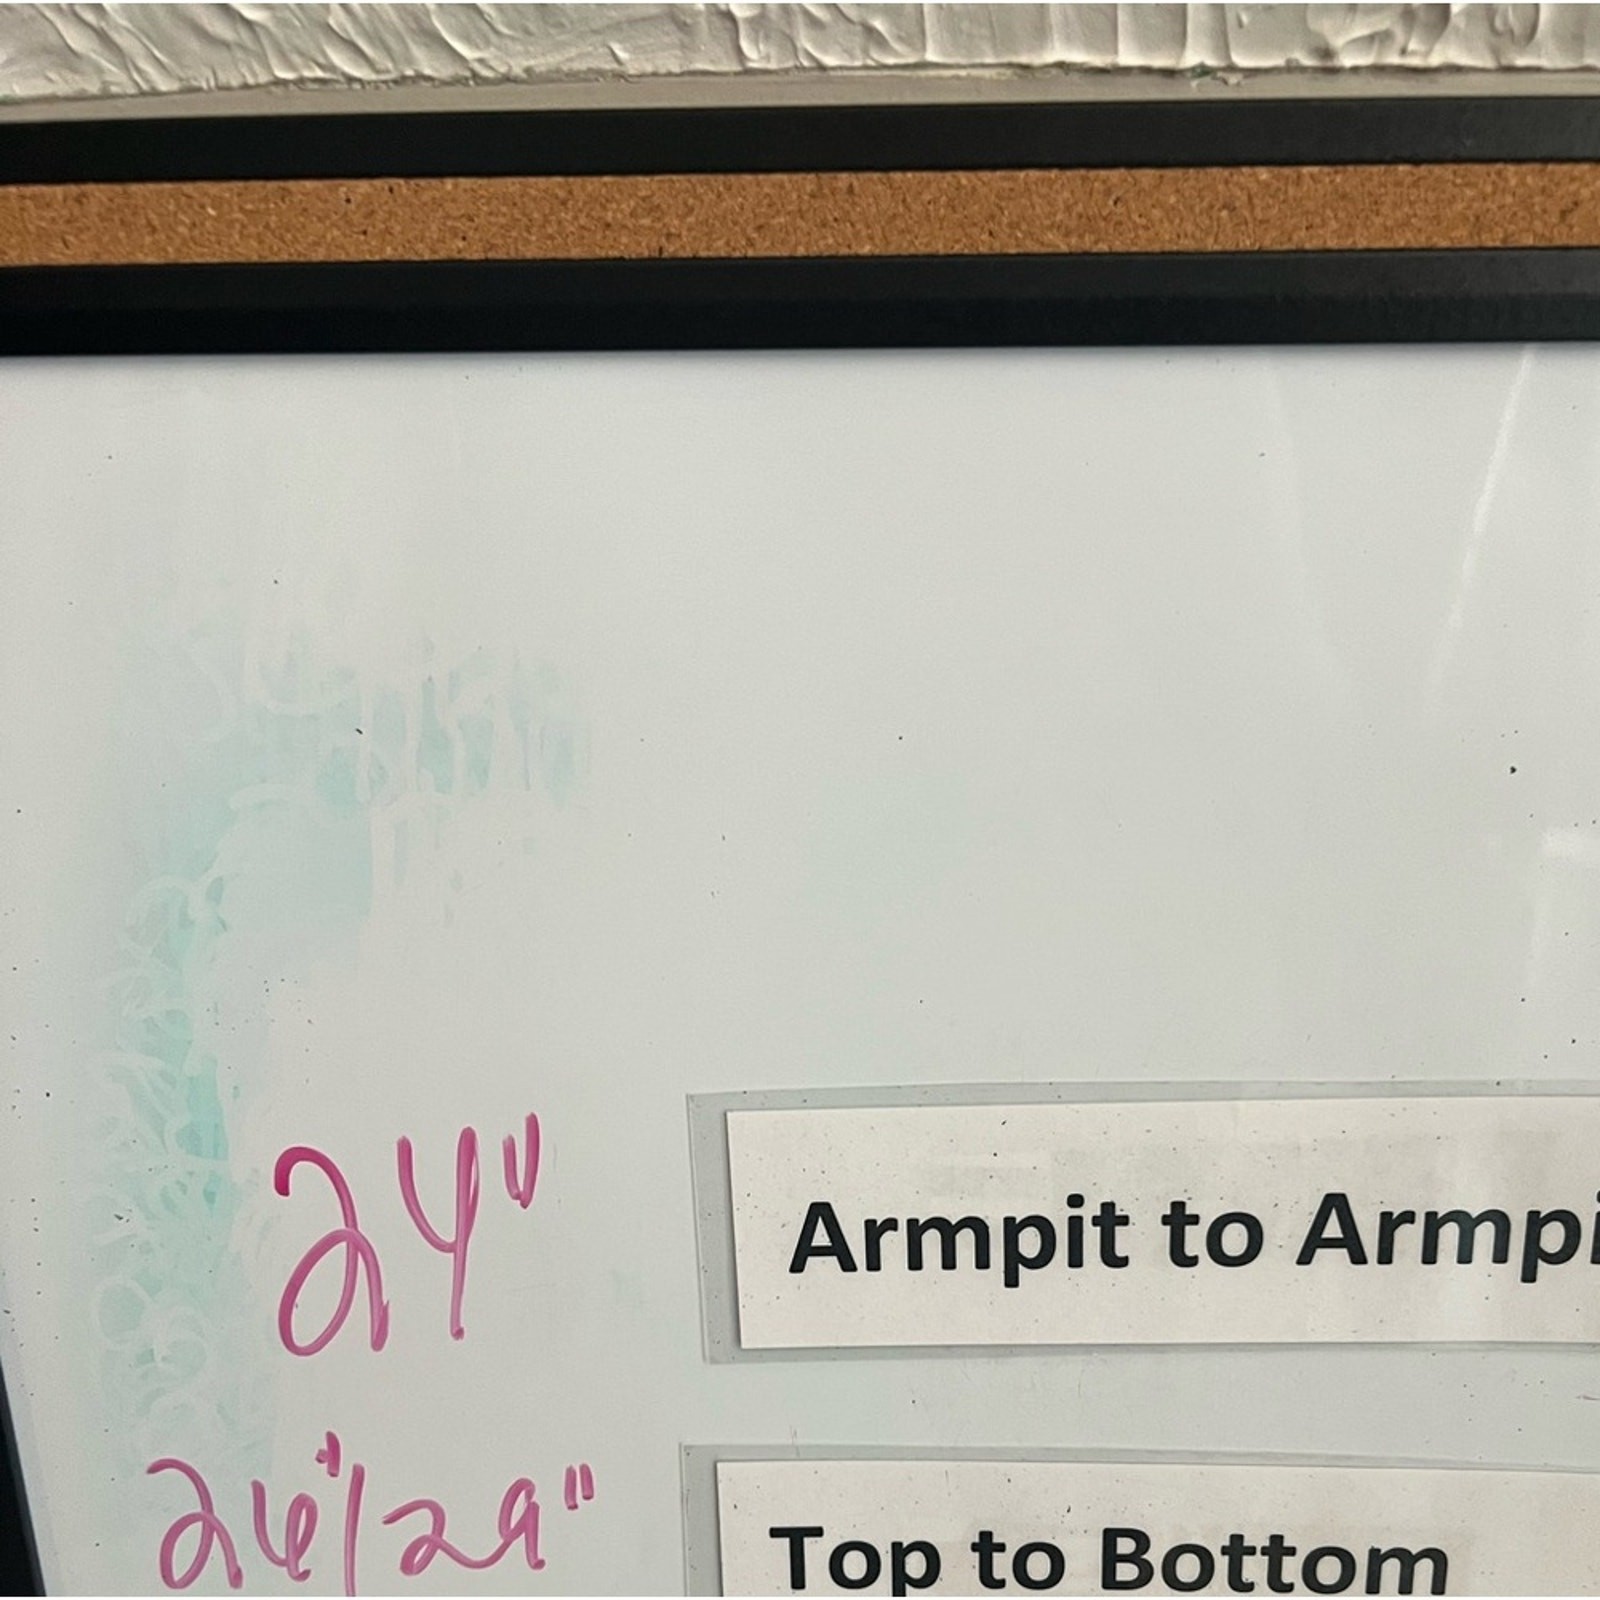 24" Armpit to Armpi
26"/29" Top to Bottom